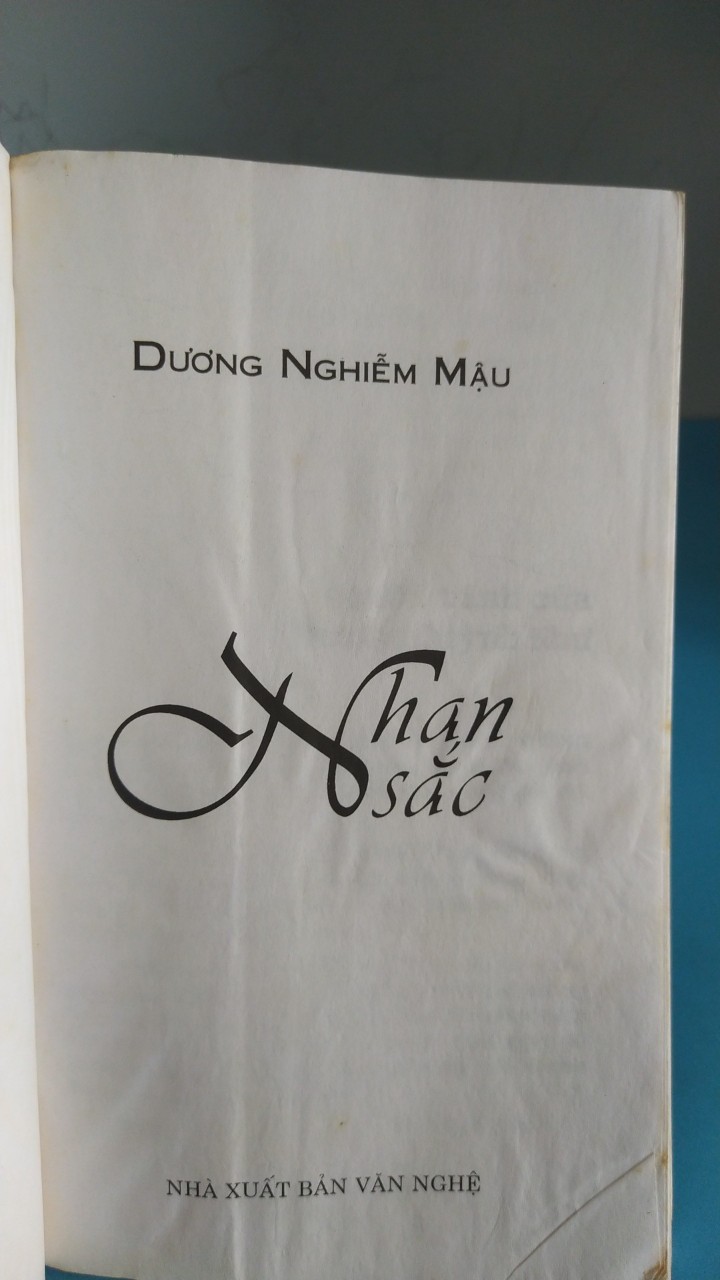 DƯƠNG NGHIỄM MẬU
Nhan
sắc
NHÀ XUẤT BẢN VĂN NGHỆ